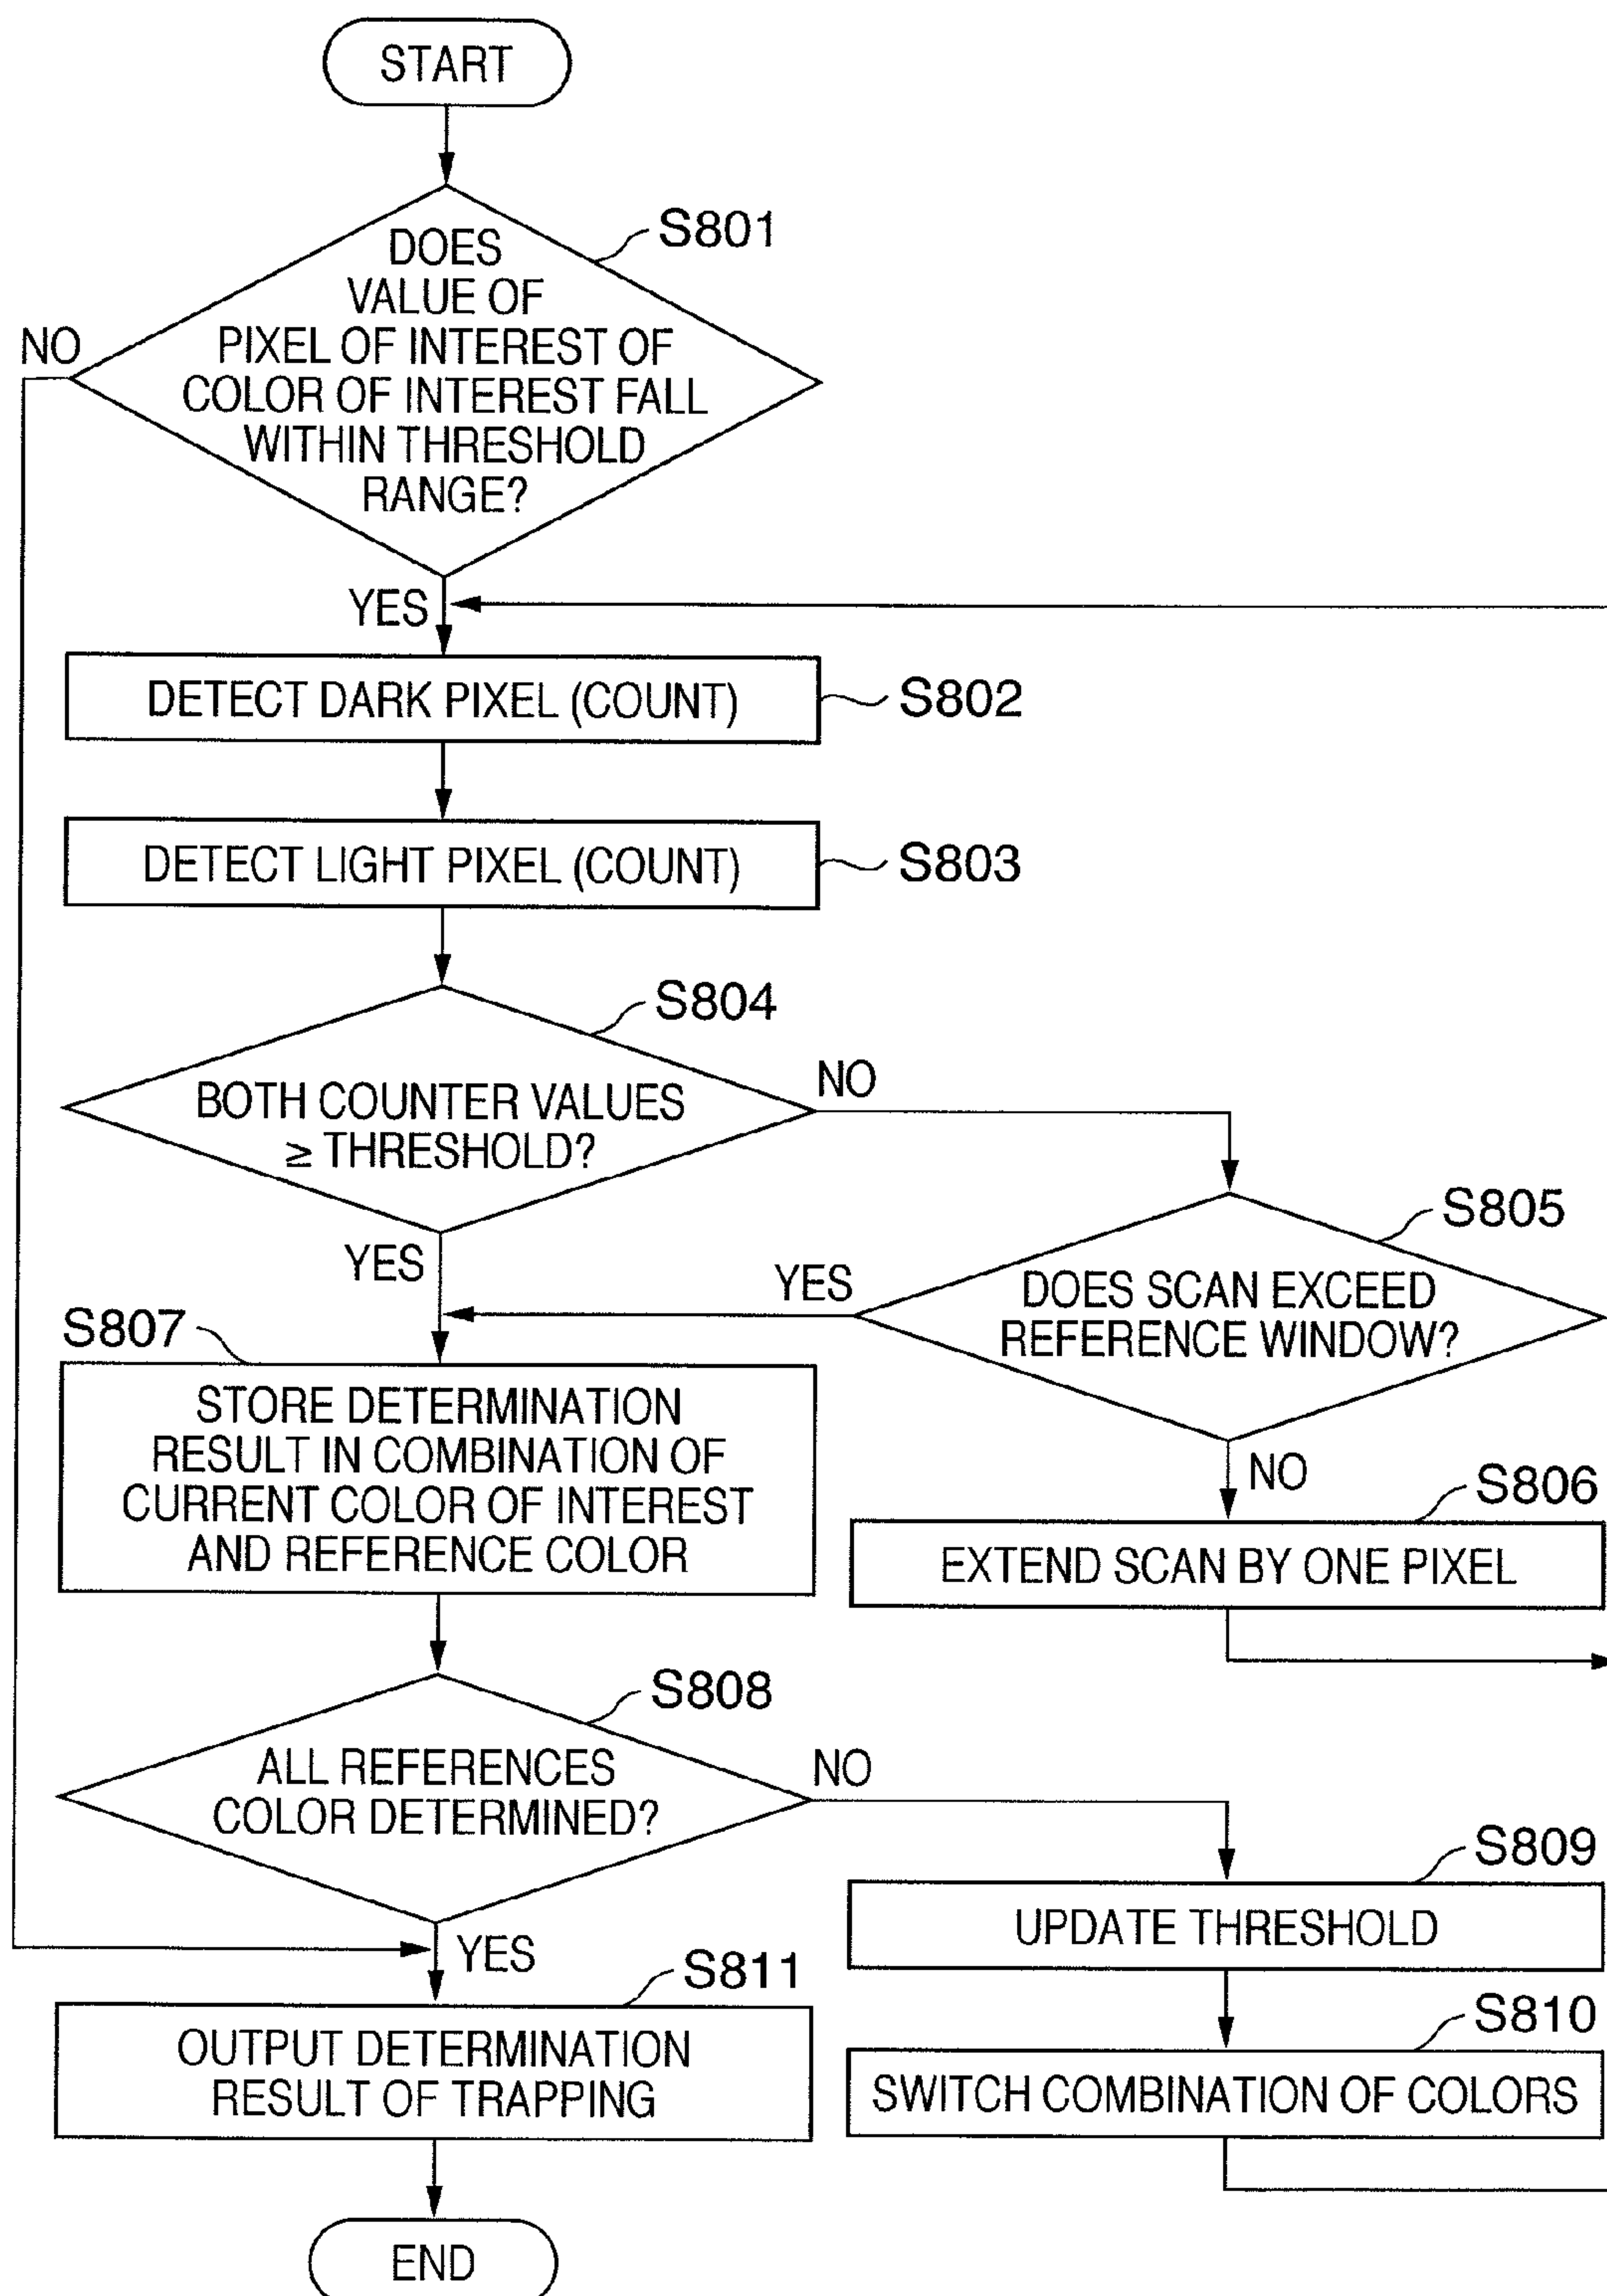 START
S801
DOES
VALUE OF
PIXEL OF INTEREST OF
COLOR OF INTEREST FALL
WITHIN THRESHOLD
RANGE?
NO
YES
DETECT DARK PIXEL (COUNT)
S802
DETECT LIGHT PIXEL (COUNT)
S803
S804
BOTH COUNTER VALUES
≥ THRESHOLD?
NO
YES
S805
DOES SCAN EXCEED
REFERENCE WINDOW?
YES
NO
S806
EXTEND SCAN BY ONE PIXEL
S807
STORE DETERMINATION
RESULT IN COMBINATION OF
CURRENT COLOR OF INTEREST
AND REFERENCE COLOR
S808
ALL REFERENCES
COLOR DETERMINED?
NO
YES
S809
UPDATE THRESHOLD
S810
SWITCH COMBINATION OF COLORS
S811
OUTPUT DETERMINATION
RESULT OF TRAPPING
END